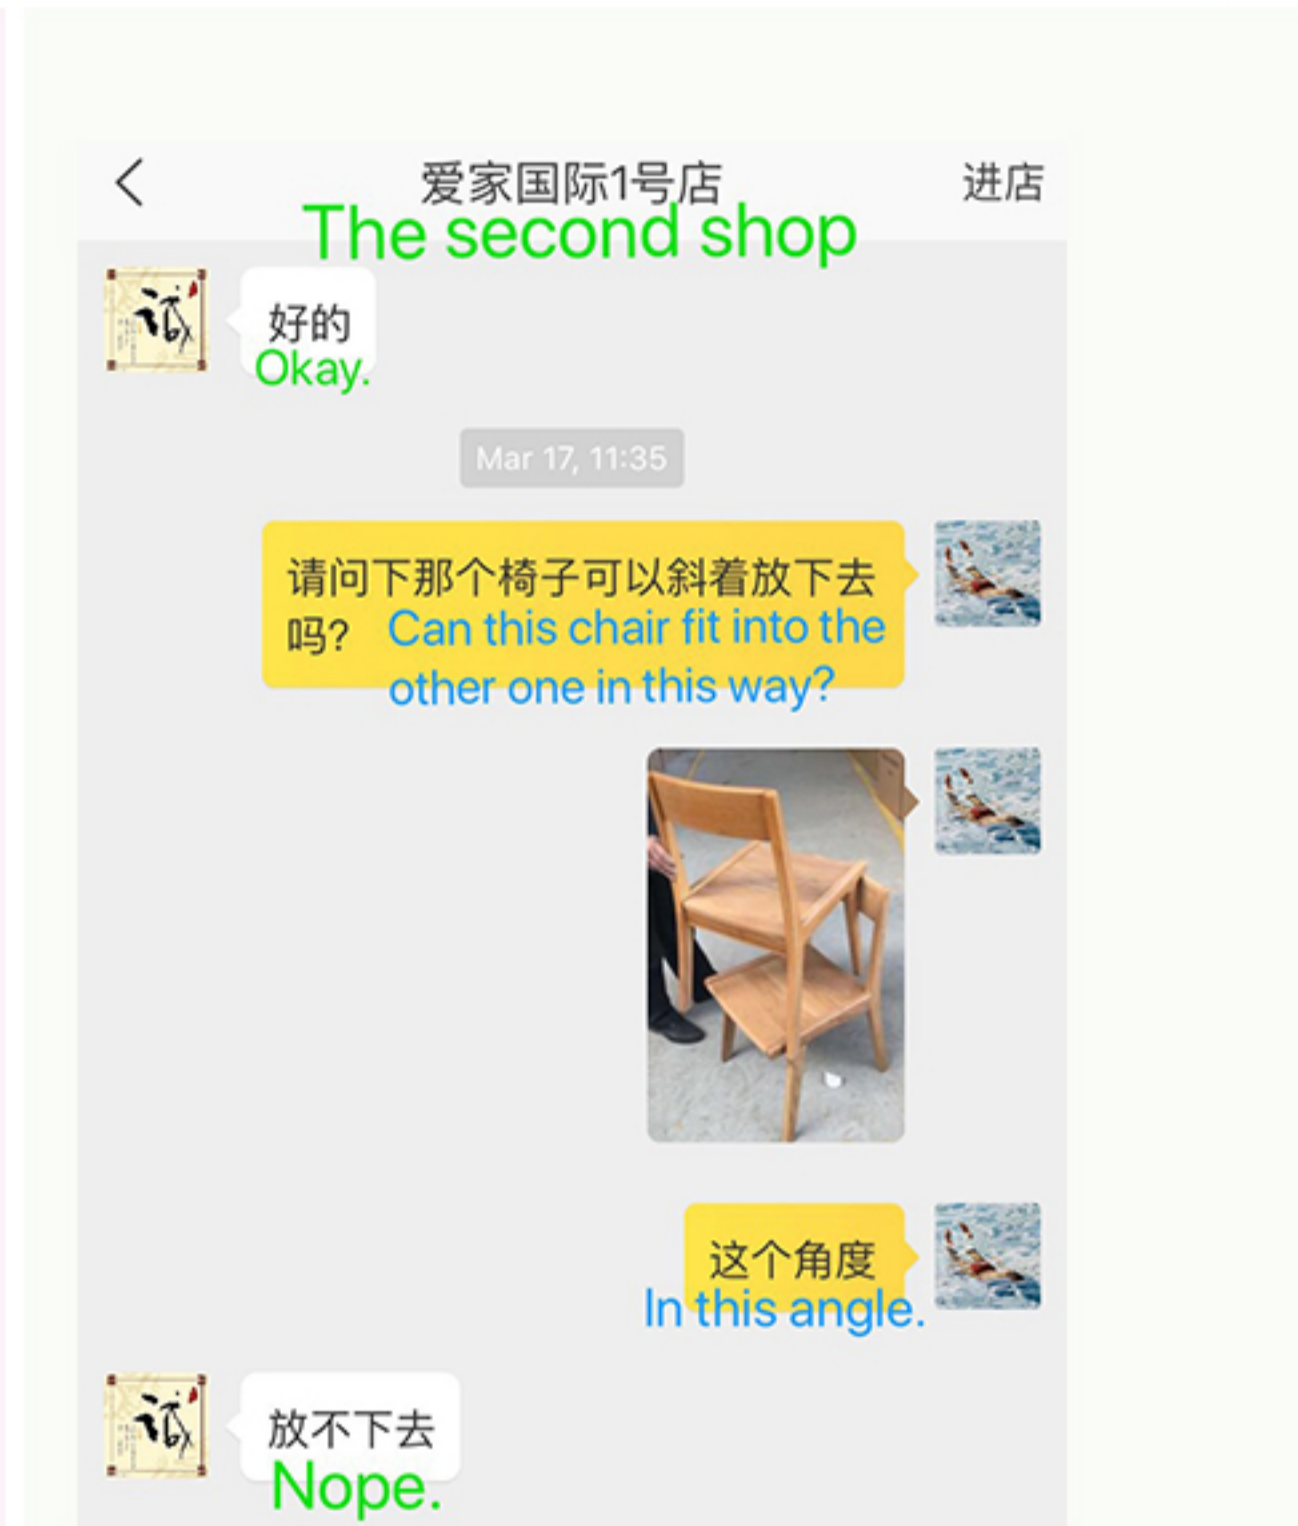 爱家国际1号店
进店
The second shop
好的
Okay.
Mar 17, 11:35
请问下那个椅子可以斜着放下去
吗?
Can this chair fit into the
other one in this way?
这个角度
In this angle.
放不下去
Nope.